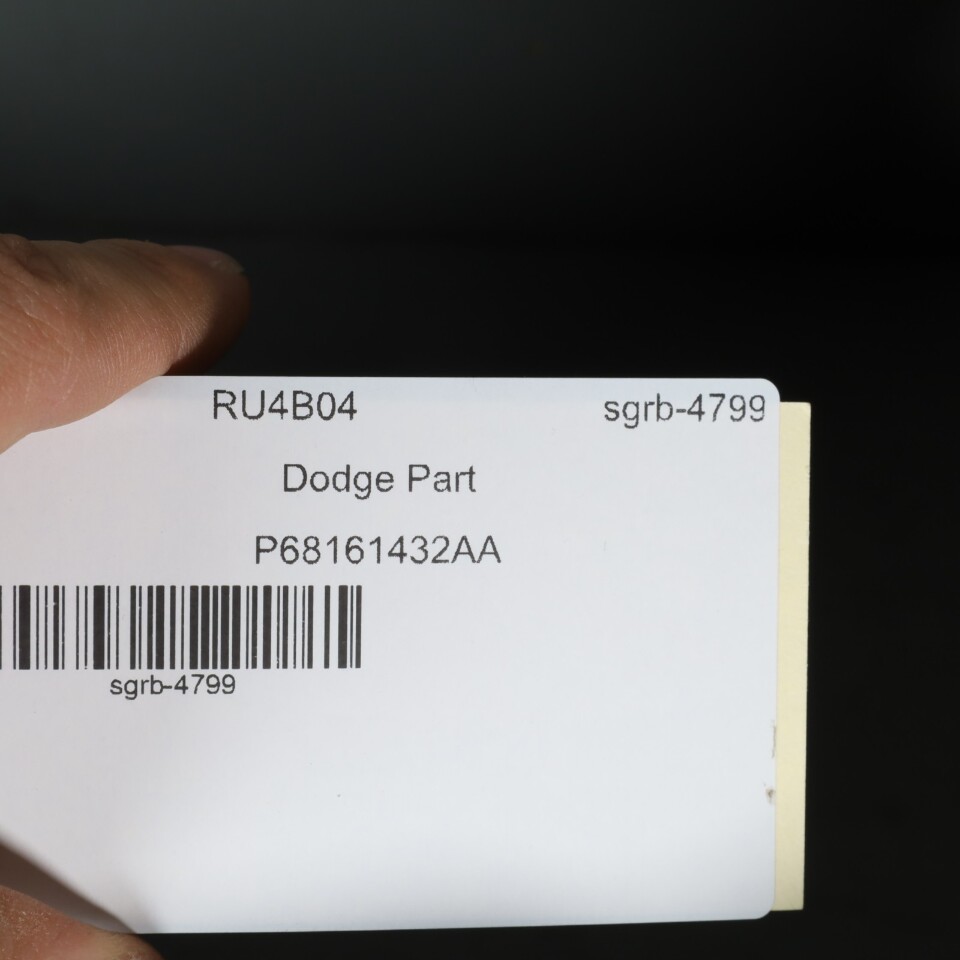 RU4B04 sgrb-4799
Dodge Part
P68161432AA
sgrb-4799